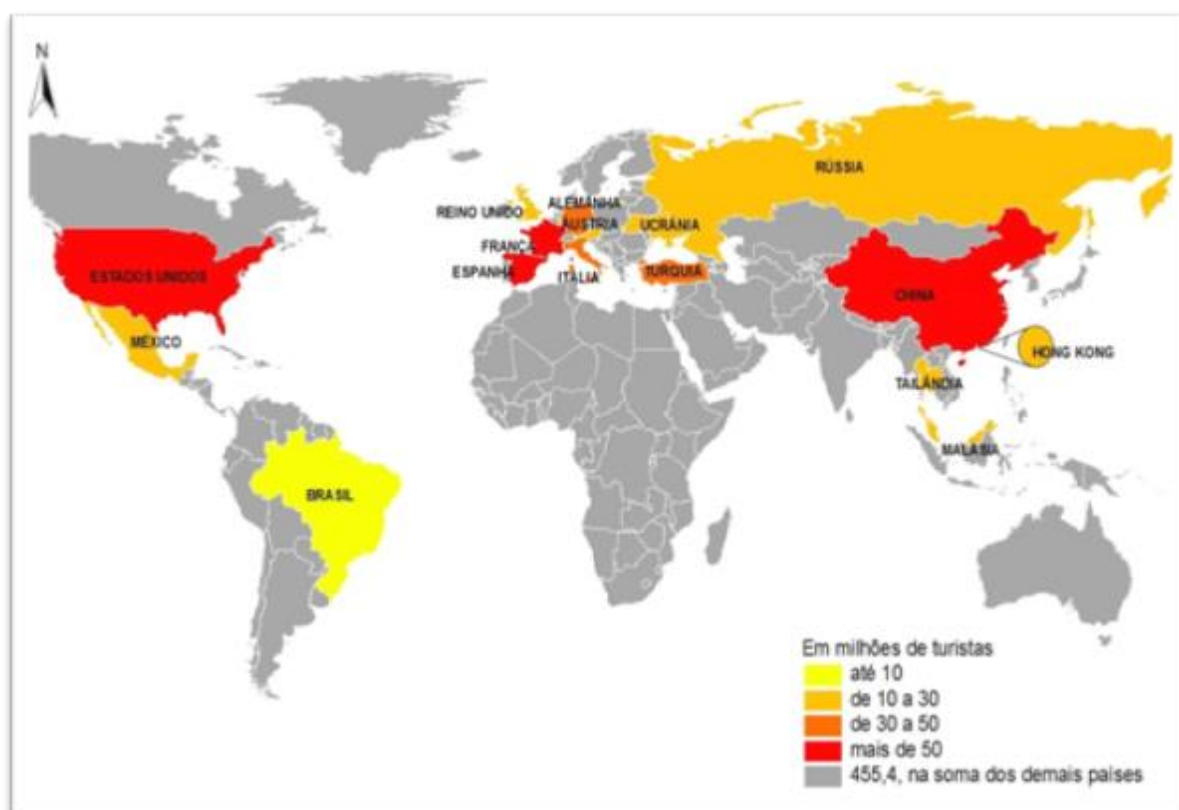 N
RÚSSIA
REINO UNIDO
ALEMANHA
ÁUSTRIA
UCRÂNIA
FRANÇA
ESPANHA
ITÁLIA
TURQUIA
ESTADOS UNIDOS
CHINA
MÉXICO
HONG KONG
TAILÂNDIA
MALASIA
BRASIL
Em milhões de turistas
até 10
de 10 a 30
de 30 a 50
mais de 50
455,4, na soma dos demais países